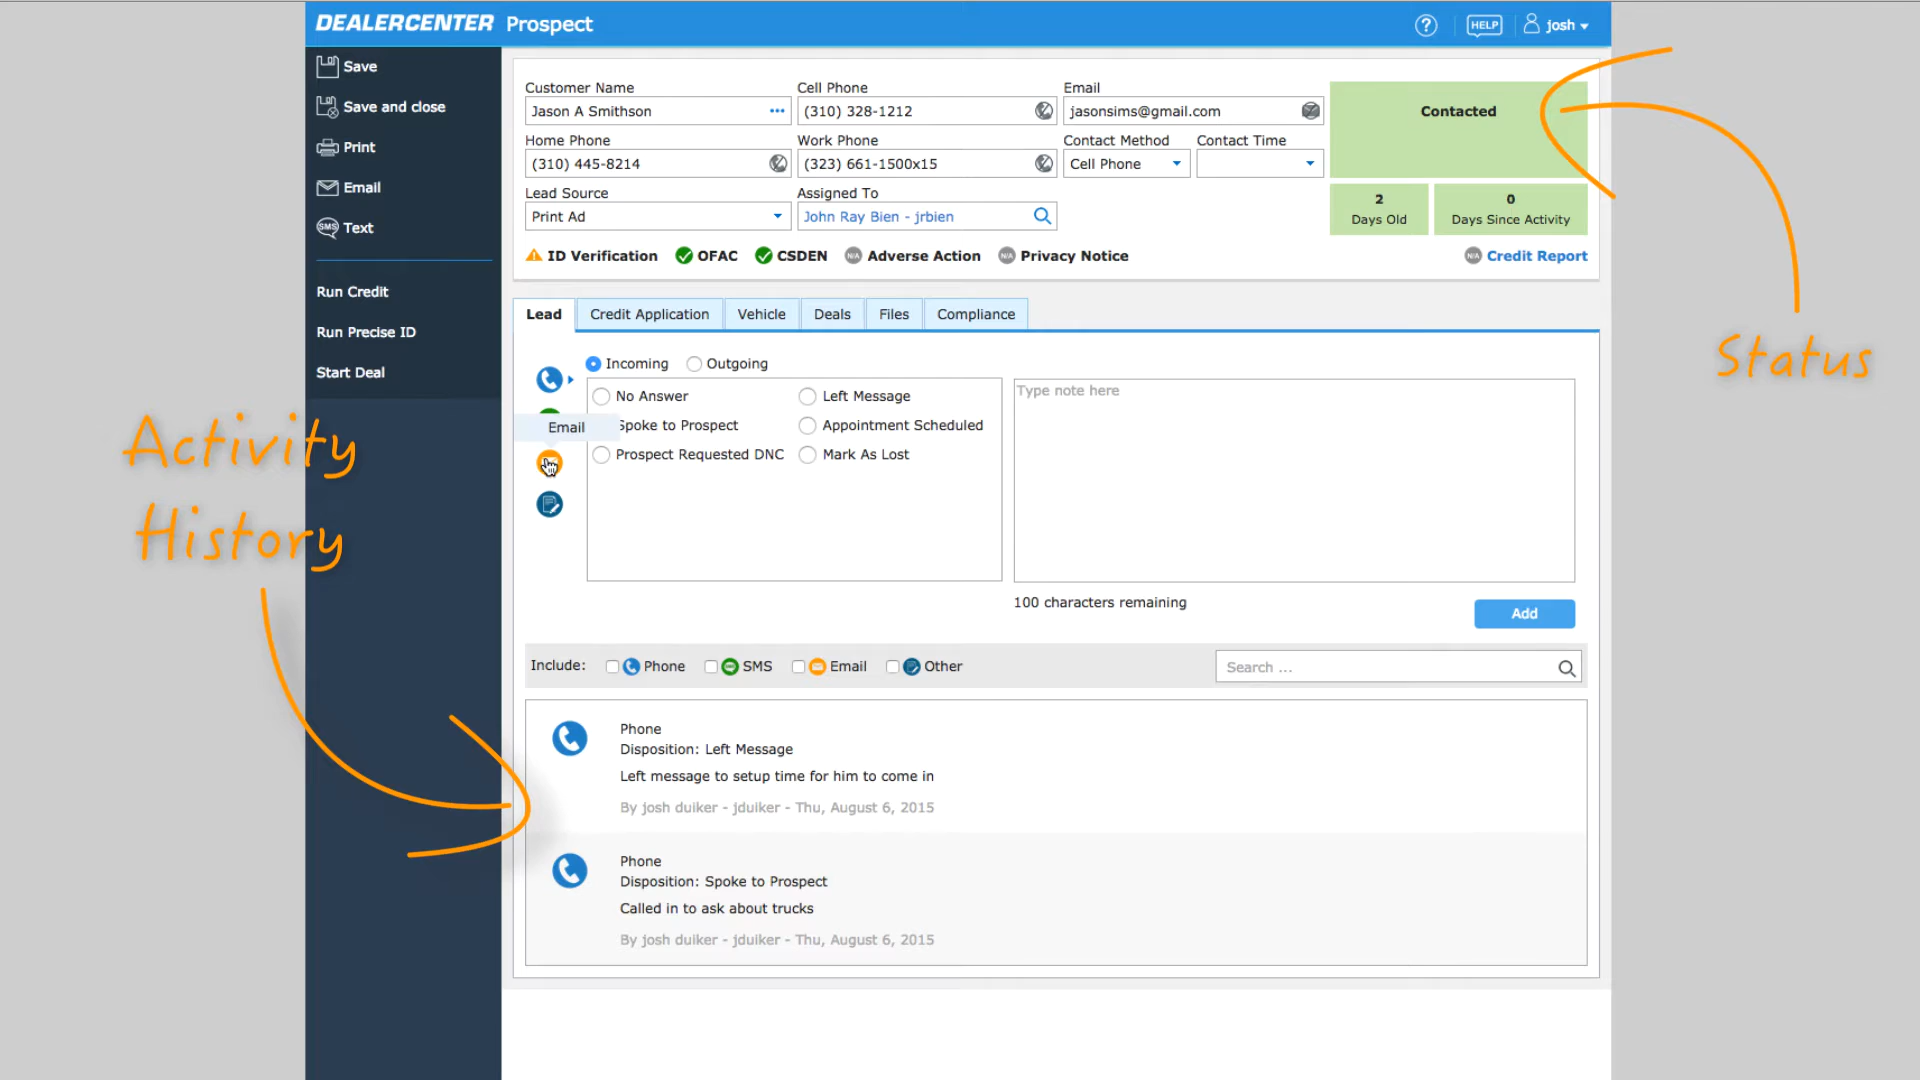 DEALERCENTER Prospect
? HELP josh
Save
Save and close
Print
Email
SMS Text
Run Credit
Run Precise ID
Start Deal
Customer Name
Jason A Smithson
Cell Phone
(310) 328-1212
Email
jasonsims@gmail.com
Home Phone
(310) 445-8214
Work Phone
(323) 661-1500x15
Contact Method
Cell Phone
Contact Time
Lead Source
Print Ad
Assigned To
John Ray Bien - jrbien
Contacted
2
Days Old
0
Days Since Activity
ID Verification OFAC CSDEN N/A Adverse Action N/A Privacy Notice N/A Credit Report
Lead Credit Application Vehicle Deals Files Compliance
Incoming Outgoing
No Answer Left Message
Spoke to Prospect Appointment Scheduled
Prospect Requested DNC Mark As Lost
Email
Type note here
100 characters remaining
Add
Include: Phone SMS Email Other
Search ...
Phone
Disposition: Left Message
Left message to setup time for him to come in
By josh duiker - jduiker - Thu, August 6, 2015
Phone
Disposition: Spoke to Prospect
Called in to ask about trucks
By josh duiker - jduiker - Thu, August 6, 2015
Activity
History
Status